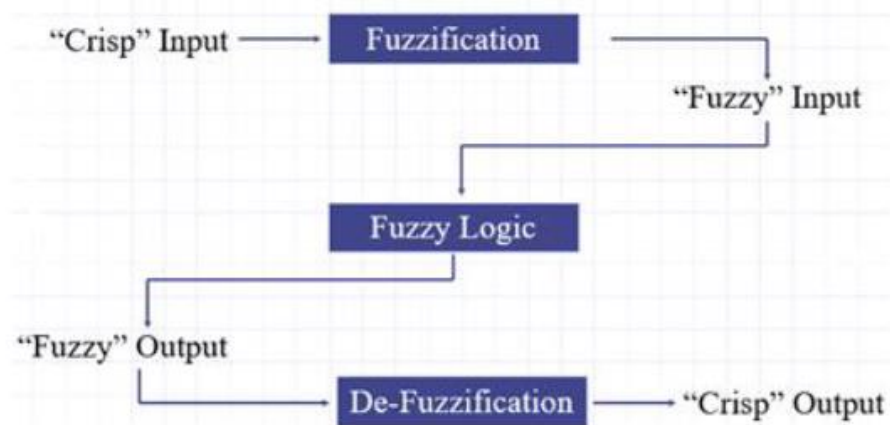 “Crisp” Input
Fuzzification
“Fuzzy” Input
Fuzzy Logic
“Fuzzy” Output
De-Fuzzification
“Crisp” Output